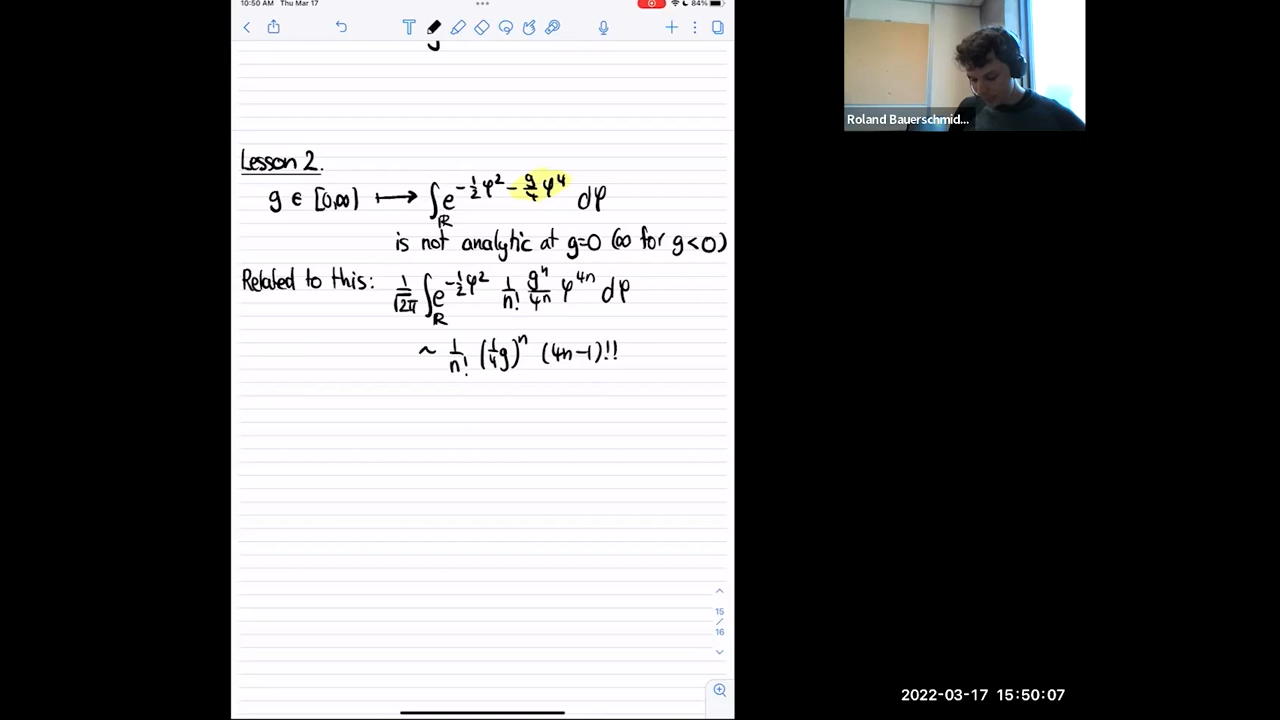 10:50 AM Thu Mar 17
84%
Lesson 2.
g ∈ [0,∞) ↦ ∫_ℝ e^{-½φ² - g/4 φ⁴} dφ
is not analytic at g=0 (∞ for g<0)
Related to this: 1/√2π ∫_ℝ e^{-½φ²} 1/n! gⁿ/4ⁿ φ^{4n} dφ
~ 1/n! (¼g)ⁿ (4n-1)!!
15
/
16
Roland Bauerschmid...
2022-03-17 15:50:07